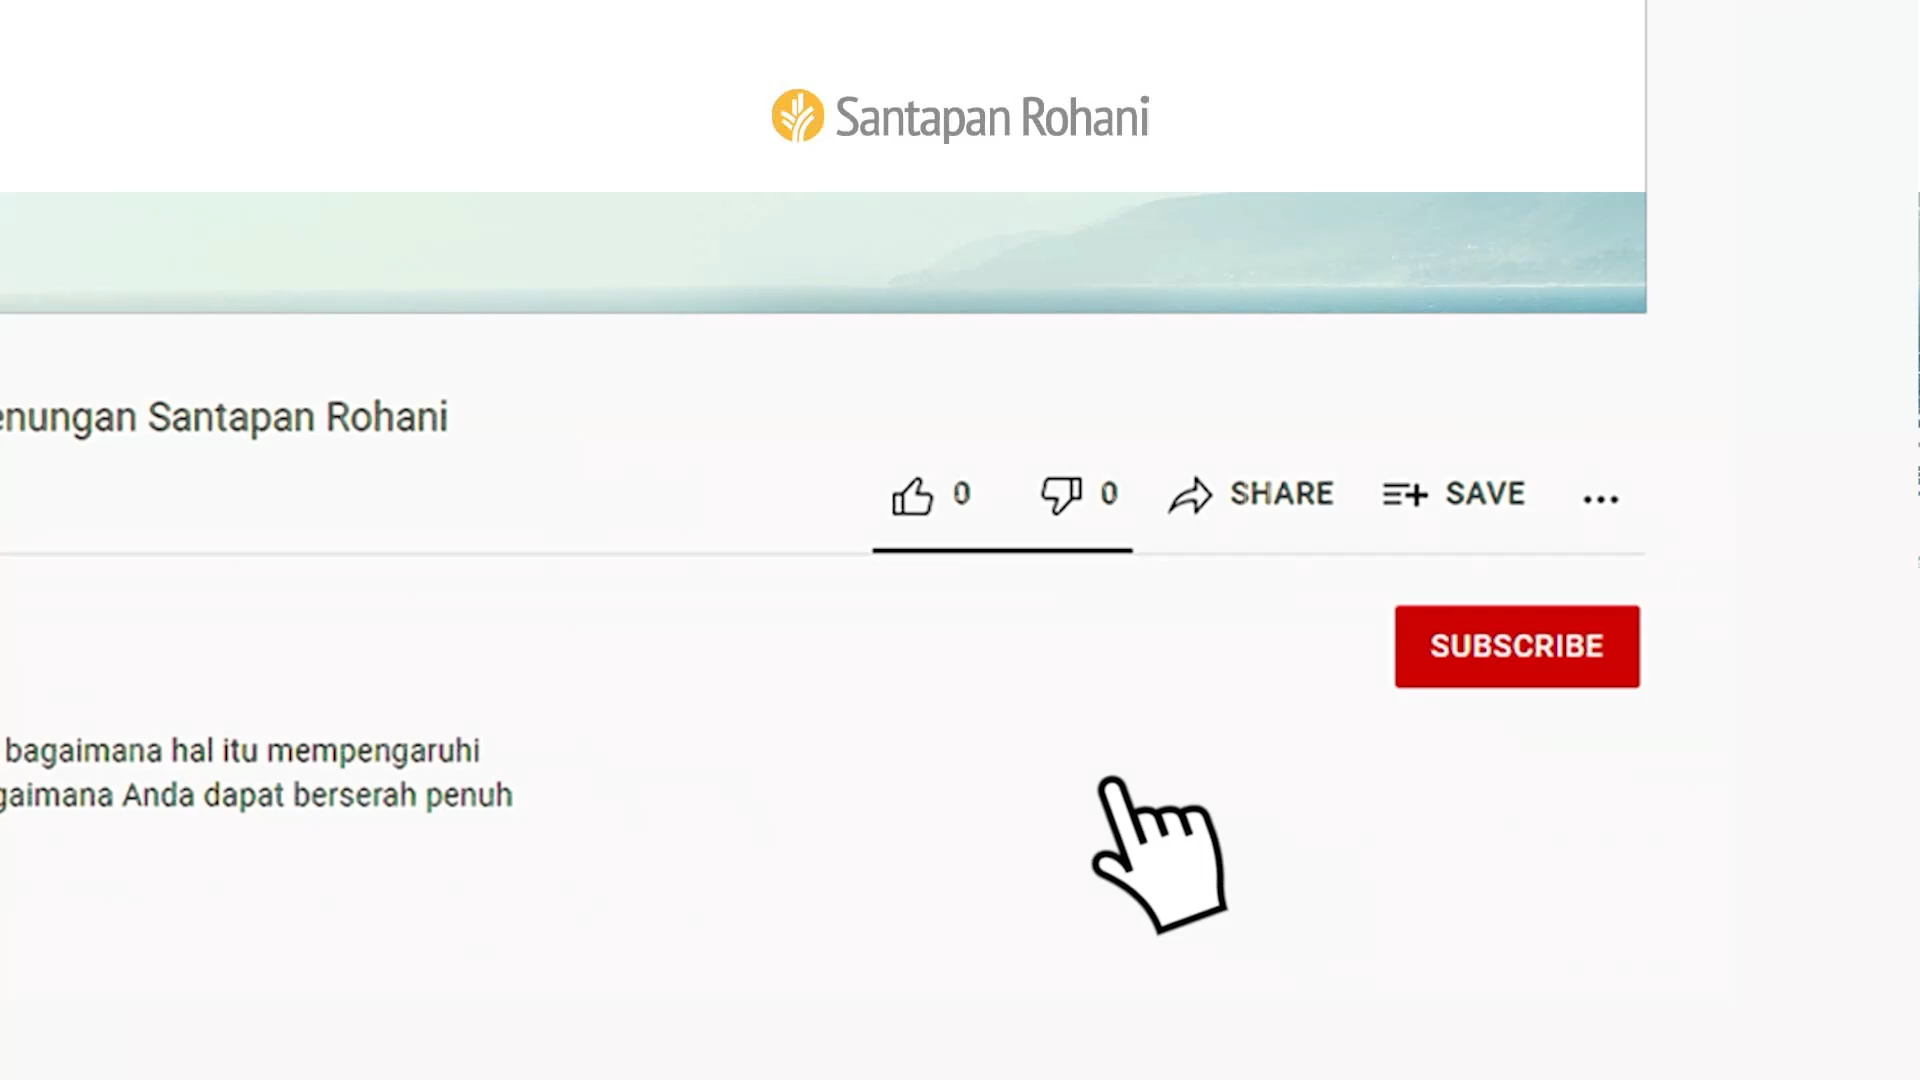 Santapan Rohani
enungan Santapan Rohani
0 0 SHARE SAVE ...
SUBSCRIBE
bagaimana hal itu mempengaruhi
gaimana Anda dapat berserah penuh